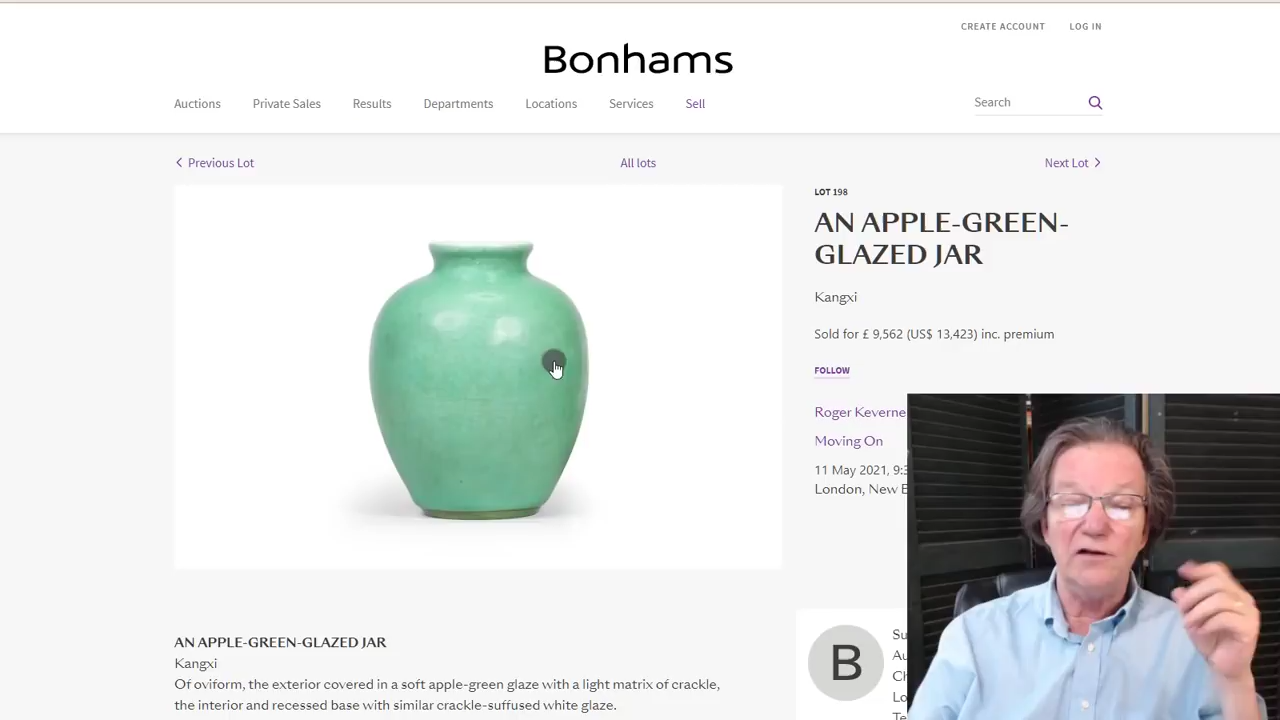 CREATE ACCOUNT LOG IN
Bonhams
Auctions Private Sales Results Departments Locations Services Sell
Search
Previous Lot All lots Next Lot
LOT 198
AN APPLE-GREEN-
GLAZED JAR
Kangxi
Sold for £ 9,562 (US$ 13,423) inc. premium
FOLLOW
Roger Keverne
Moving On
11 May 2021, 9:3
London, New
AN APPLE-GREEN-GLAZED JAR
Kangxi
Of oviform, the exterior covered in a soft apple-green glaze with a light matrix of crackle,
the interior and recessed base with similar crackle-suffused white glaze.
B